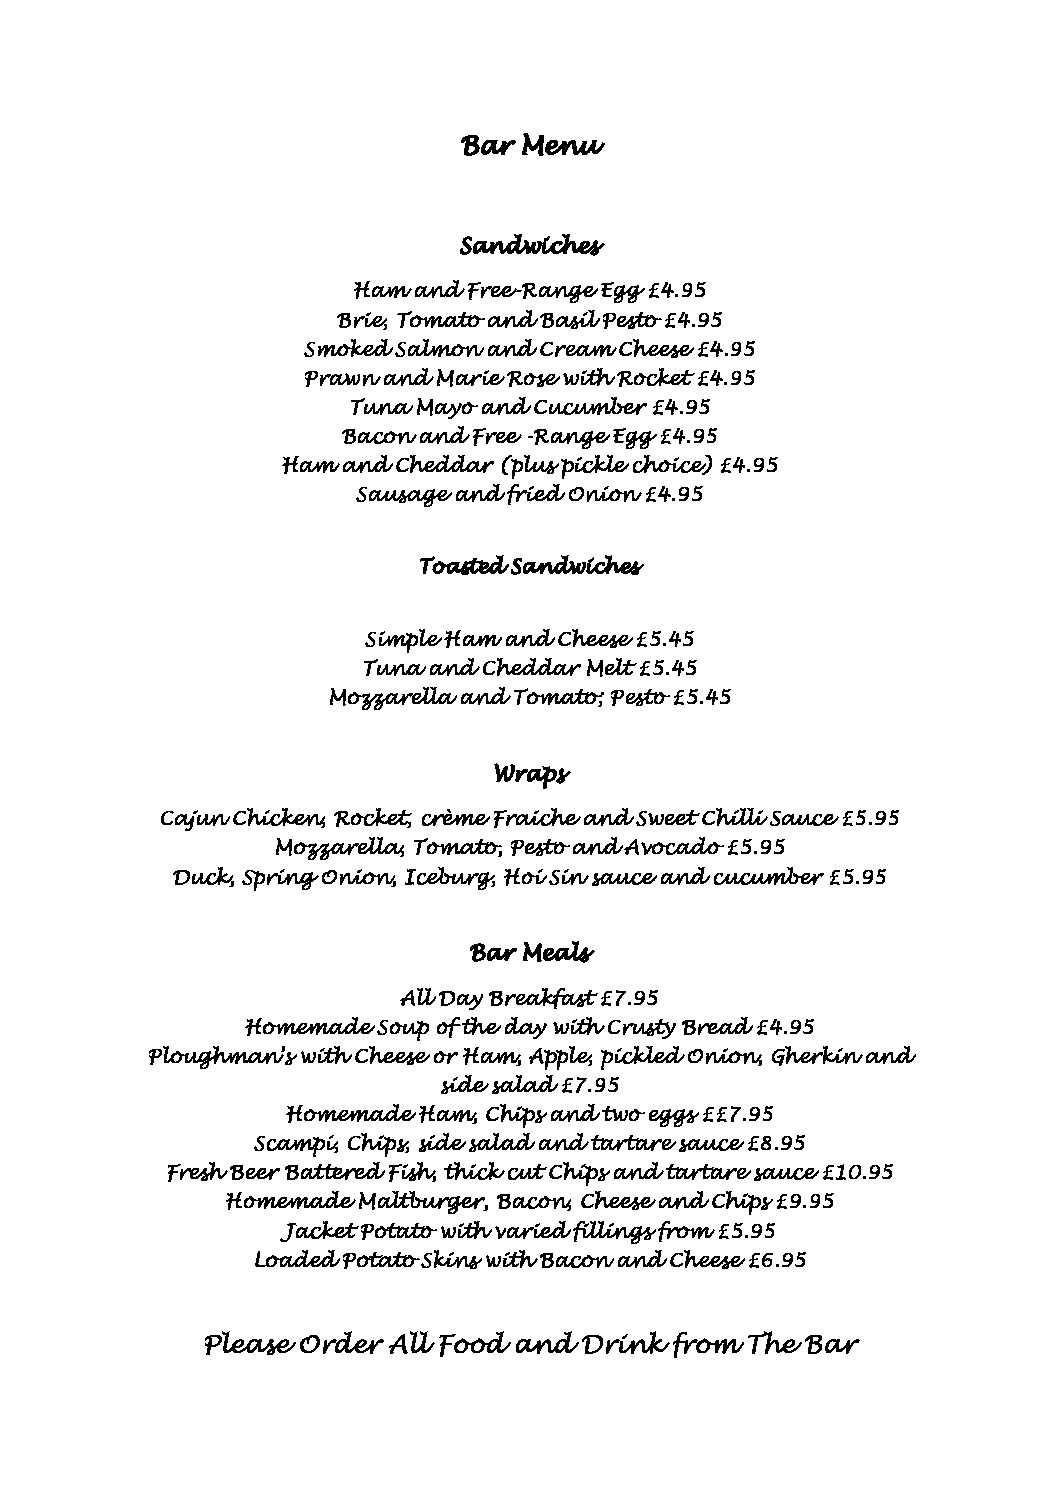 Bar Menu
Sandwiches
Ham and Free-Range Egg £4.95
Brie, Tomato and Basil Pesto £4.95
Smoked Salmon and Cream Cheese £4.95
Prawn and Marie Rose with Rocket £4.95
Tuna Mayo and Cucumber £4.95
Bacon and Free -Range Egg £4.95
Ham and Cheddar (plus pickle choice) £4.95
Sausage and fried Onion £4.95
Toasted Sandwiches
Simple Ham and Cheese £5.45
Tuna and Cheddar Melt £5.45
Mozzarella and Tomato; Pesto £5.45
Wraps
Cajun Chicken, Rocket, crème Fraiche and Sweet Chilli Sauce £5.95
Mozzarella, Tomato, Pesto and Avocado £5.95
Duck, Spring Onion, Iceburg, Hoi Sin sauce and cucumber £5.95
Bar Meals
All Day Breakfast £7.95
Homemade Soup of the day with Crusty Bread £4.95
Ploughman's with Cheese or Ham, Apple, pickled Onion, Gherkin and
side salad £7.95
Homemade Ham, Chips and two eggs ££7.95
Scampi, Chips, side salad and tartare sauce £8.95
Fresh Beer Battered Fish, thick cut Chips and tartare sauce £10.95
Homemade Maltburger, Bacon, Cheese and Chips £9.95
Jacket Potato with varied fillings from £5.95
Loaded Potato Skins with Bacon and Cheese £6.95
Please Order All Food and Drink from The Bar